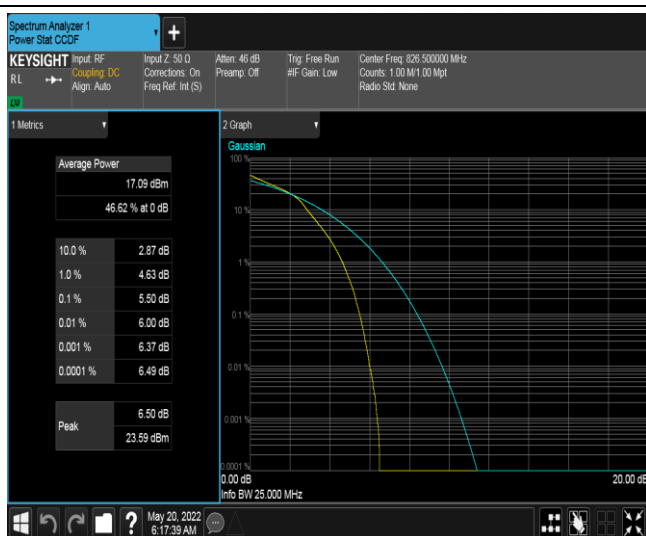 Spectrum Analyzer 1
Power Stat CCDF
+
KEYSIGHT
RL
Input: RF
Coupling: DC
Align: Auto
Input Z: 50 Ω
Corrections: On
Freq Ref: Int (S)
Atten: 46 dB
Preamp: Off
Trig: Free Run
#IF Gain: Low
Center Freq: 826.500000 MHz
Counts: 1.00 M/1.00 Mpt
Radio Std: None
1 Metrics
Average Power
17.09 dBm
46.62 % at 0 dB
10.0 % 2.87 dB
1.0 % 4.63 dB
0.1 % 5.50 dB
0.01 % 6.00 dB
0.001 % 6.37 dB
0.0001 % 6.49 dB
Peak
6.50 dB
23.59 dBm
2 Graph
Gaussian
100 %
10 %
1 %
0.1 %
0.01 %
0.001 %
0.0001 %
0.00 dB 20.00 dB
Info BW 25.000 MHz
?
May 20, 2022
6:17:39 AM